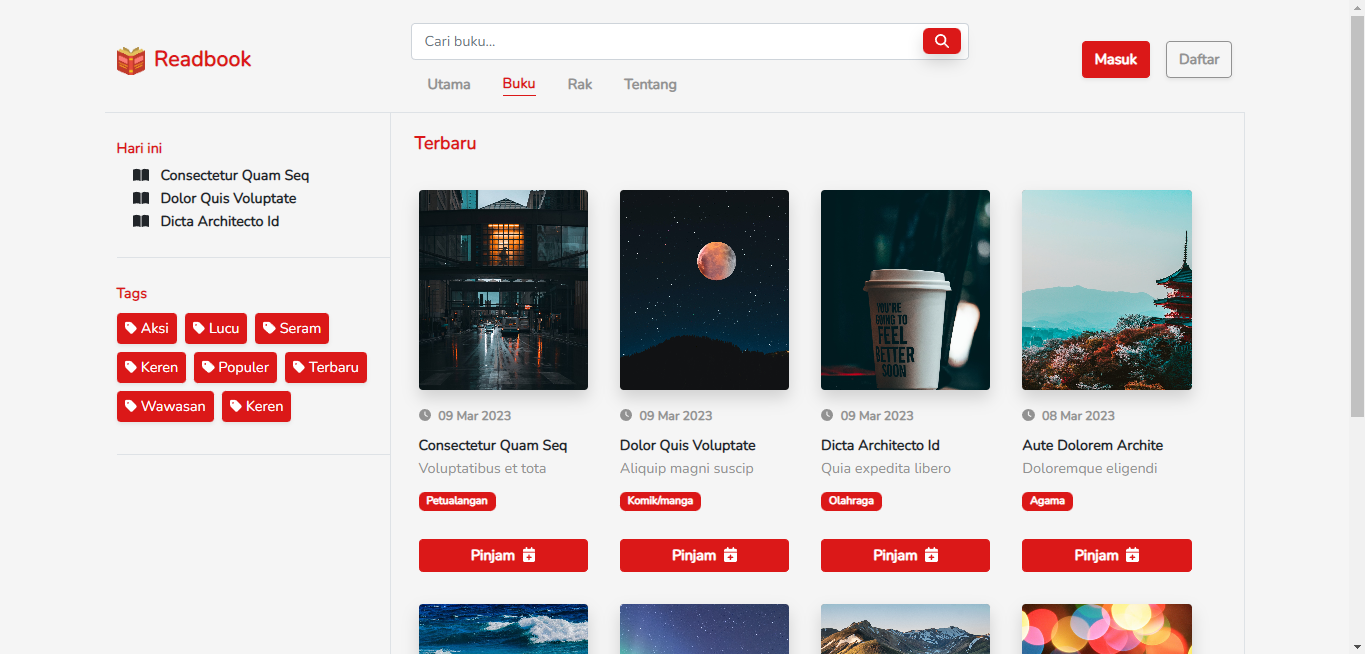 Readbook
Cari buku...
Masuk
Daftar
Utama Buku Rak Tentang
Hari ini
Consectetur Quam Seq
Dolor Quis Voluptate
Dicta Architecto Id
Tags
Aksi Lucu Seram
Keren Populer Terbaru
Wawasan Keren
Terbaru
YOU'RE
GOING TO
FEEL
BETTER
SOON
09 Mar 2023
Consectetur Quam Seq
Voluptatibus et tota
Petualangan
Pinjam
09 Mar 2023
Dolor Quis Voluptate
Aliquip magni suscip
Komik/manga
Pinjam
09 Mar 2023
Dicta Architecto Id
Quia expedita libero
Olahraga
Pinjam
08 Mar 2023
Aute Dolorem Archite
Doloremque eligendi
Agama
Pinjam